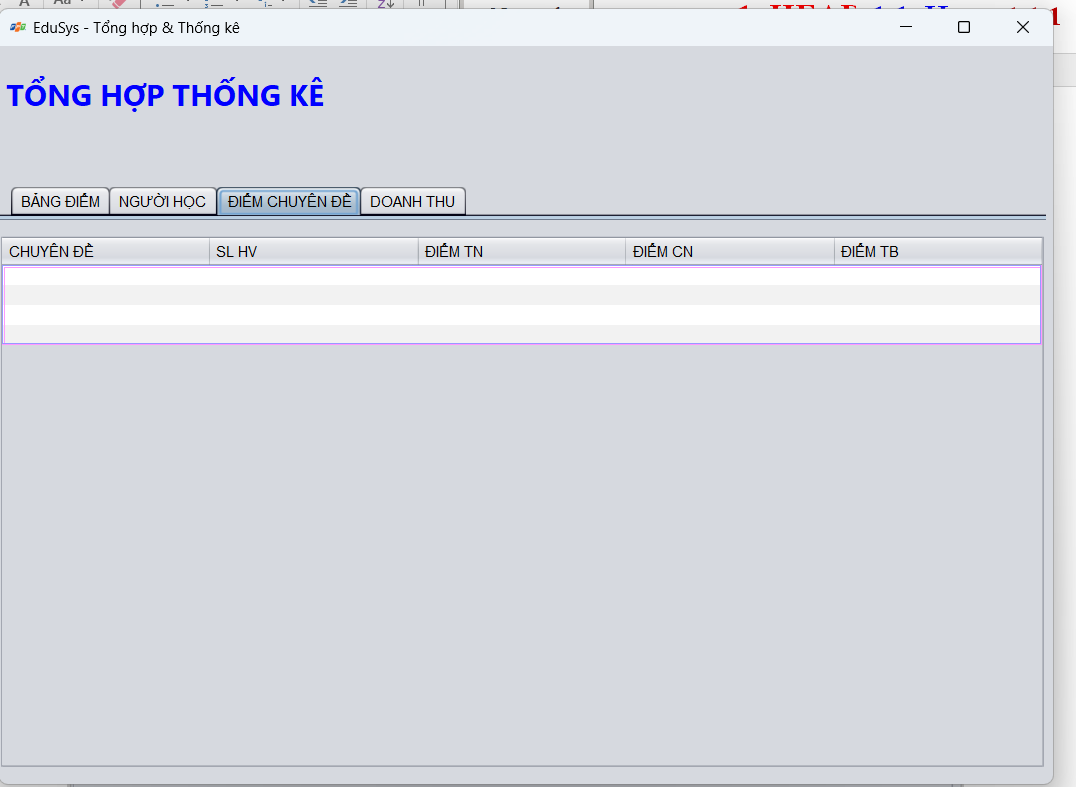 EduSys - Tổng hợp & Thống kê
TỔNG HỢP THỐNG KÊ
BẢNG ĐIỂM NGƯỜI HỌC ĐIỂM CHUYÊN ĐỀ DOANH THU
CHUYÊN ĐỀ SL HV ĐIỂM TN ĐIỂM CN ĐIỂM TB